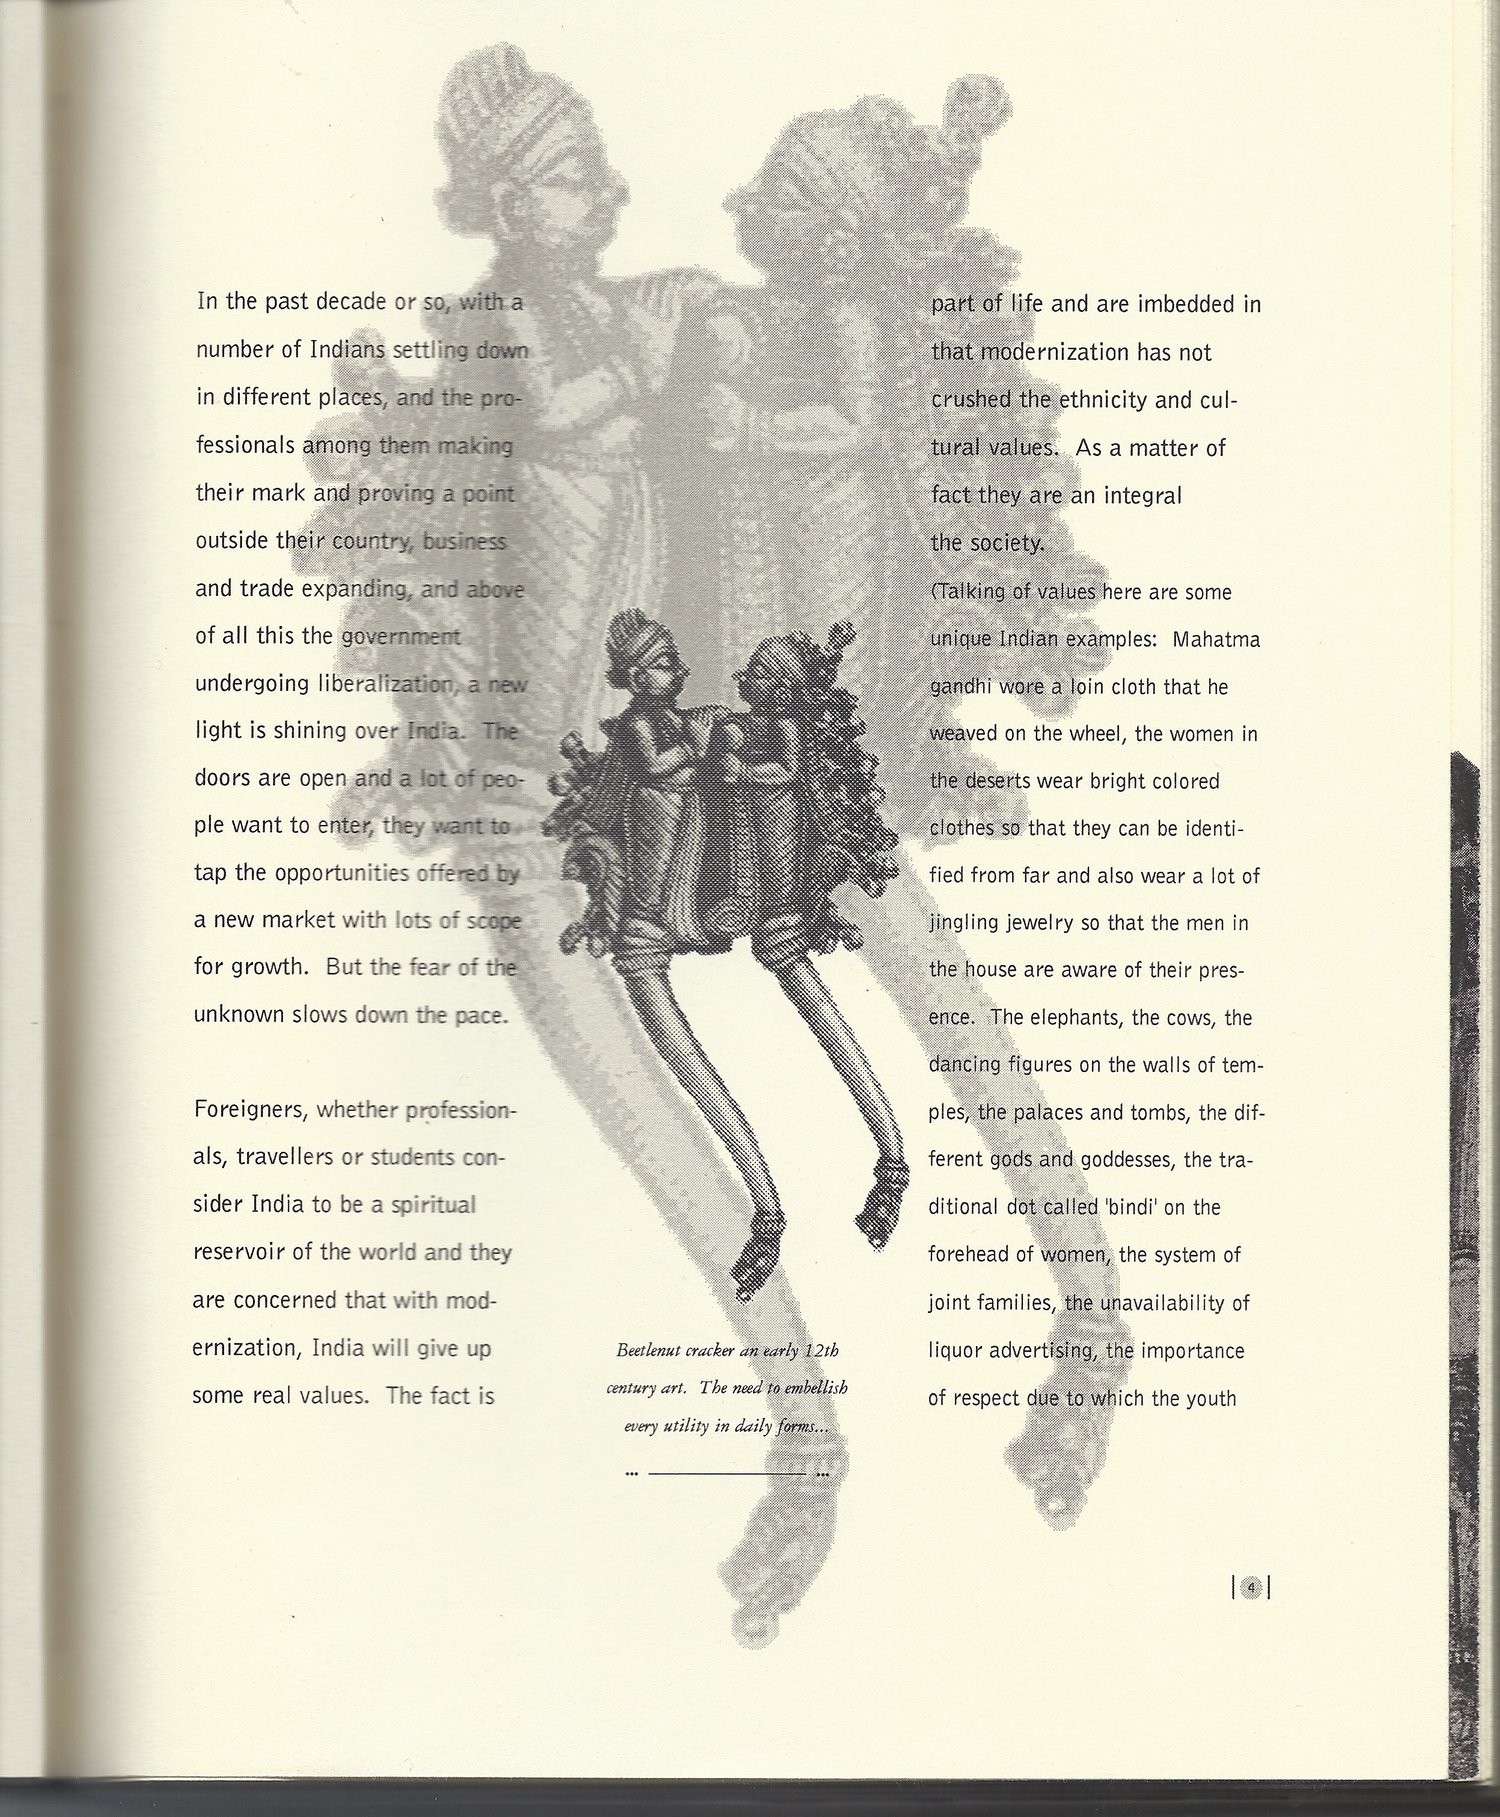 In the past decade or so, with a
number of Indians settling down
in different places, and the pro-
fessionals among them making
their mark and proving a point
outside their country, business
and trade expanding, and above
of all this the government
undergoing liberalization, a new
light is shining over India.  The
doors are open and a lot of peo-
ple want to enter, they want to
tap the opportunities offered by
a new market with lots of scope
for growth.  But the fear of the
unknown slows down the pace.
Foreigners, whether profession-
als, travellers or students con-
sider India to be a spiritual
reservoir of the world and they
are concerned that with mod-
ernization, India will give up
some real values.  The fact is
Beetlenut cracker an early 12th
century art.  The need to embellish
every utility in daily forms...
part of life and are imbedded in
that modernization has not
crushed the ethnicity and cul-
tural values.  As a matter of
fact they are an integral
the society.
(Talking of values here are some
unique Indian examples:  Mahatma
gandhi wore a loin cloth that he
weaved on the wheel, the women in
the deserts wear bright colored
clothes so that they can be identi-
fied from far and also wear a lot of
jingling jewelry so that the men in
the house are aware of their pres-
ence.  The elephants, the cows, the
dancing figures on the walls of tem-
ples, the palaces and tombs, the dif-
ferent gods and goddesses, the tra-
ditional dot called 'bindi' on the
forehead of women, the system of
joint families, the unavailability of
liquor advertising, the importance
of respect due to which the youth
4